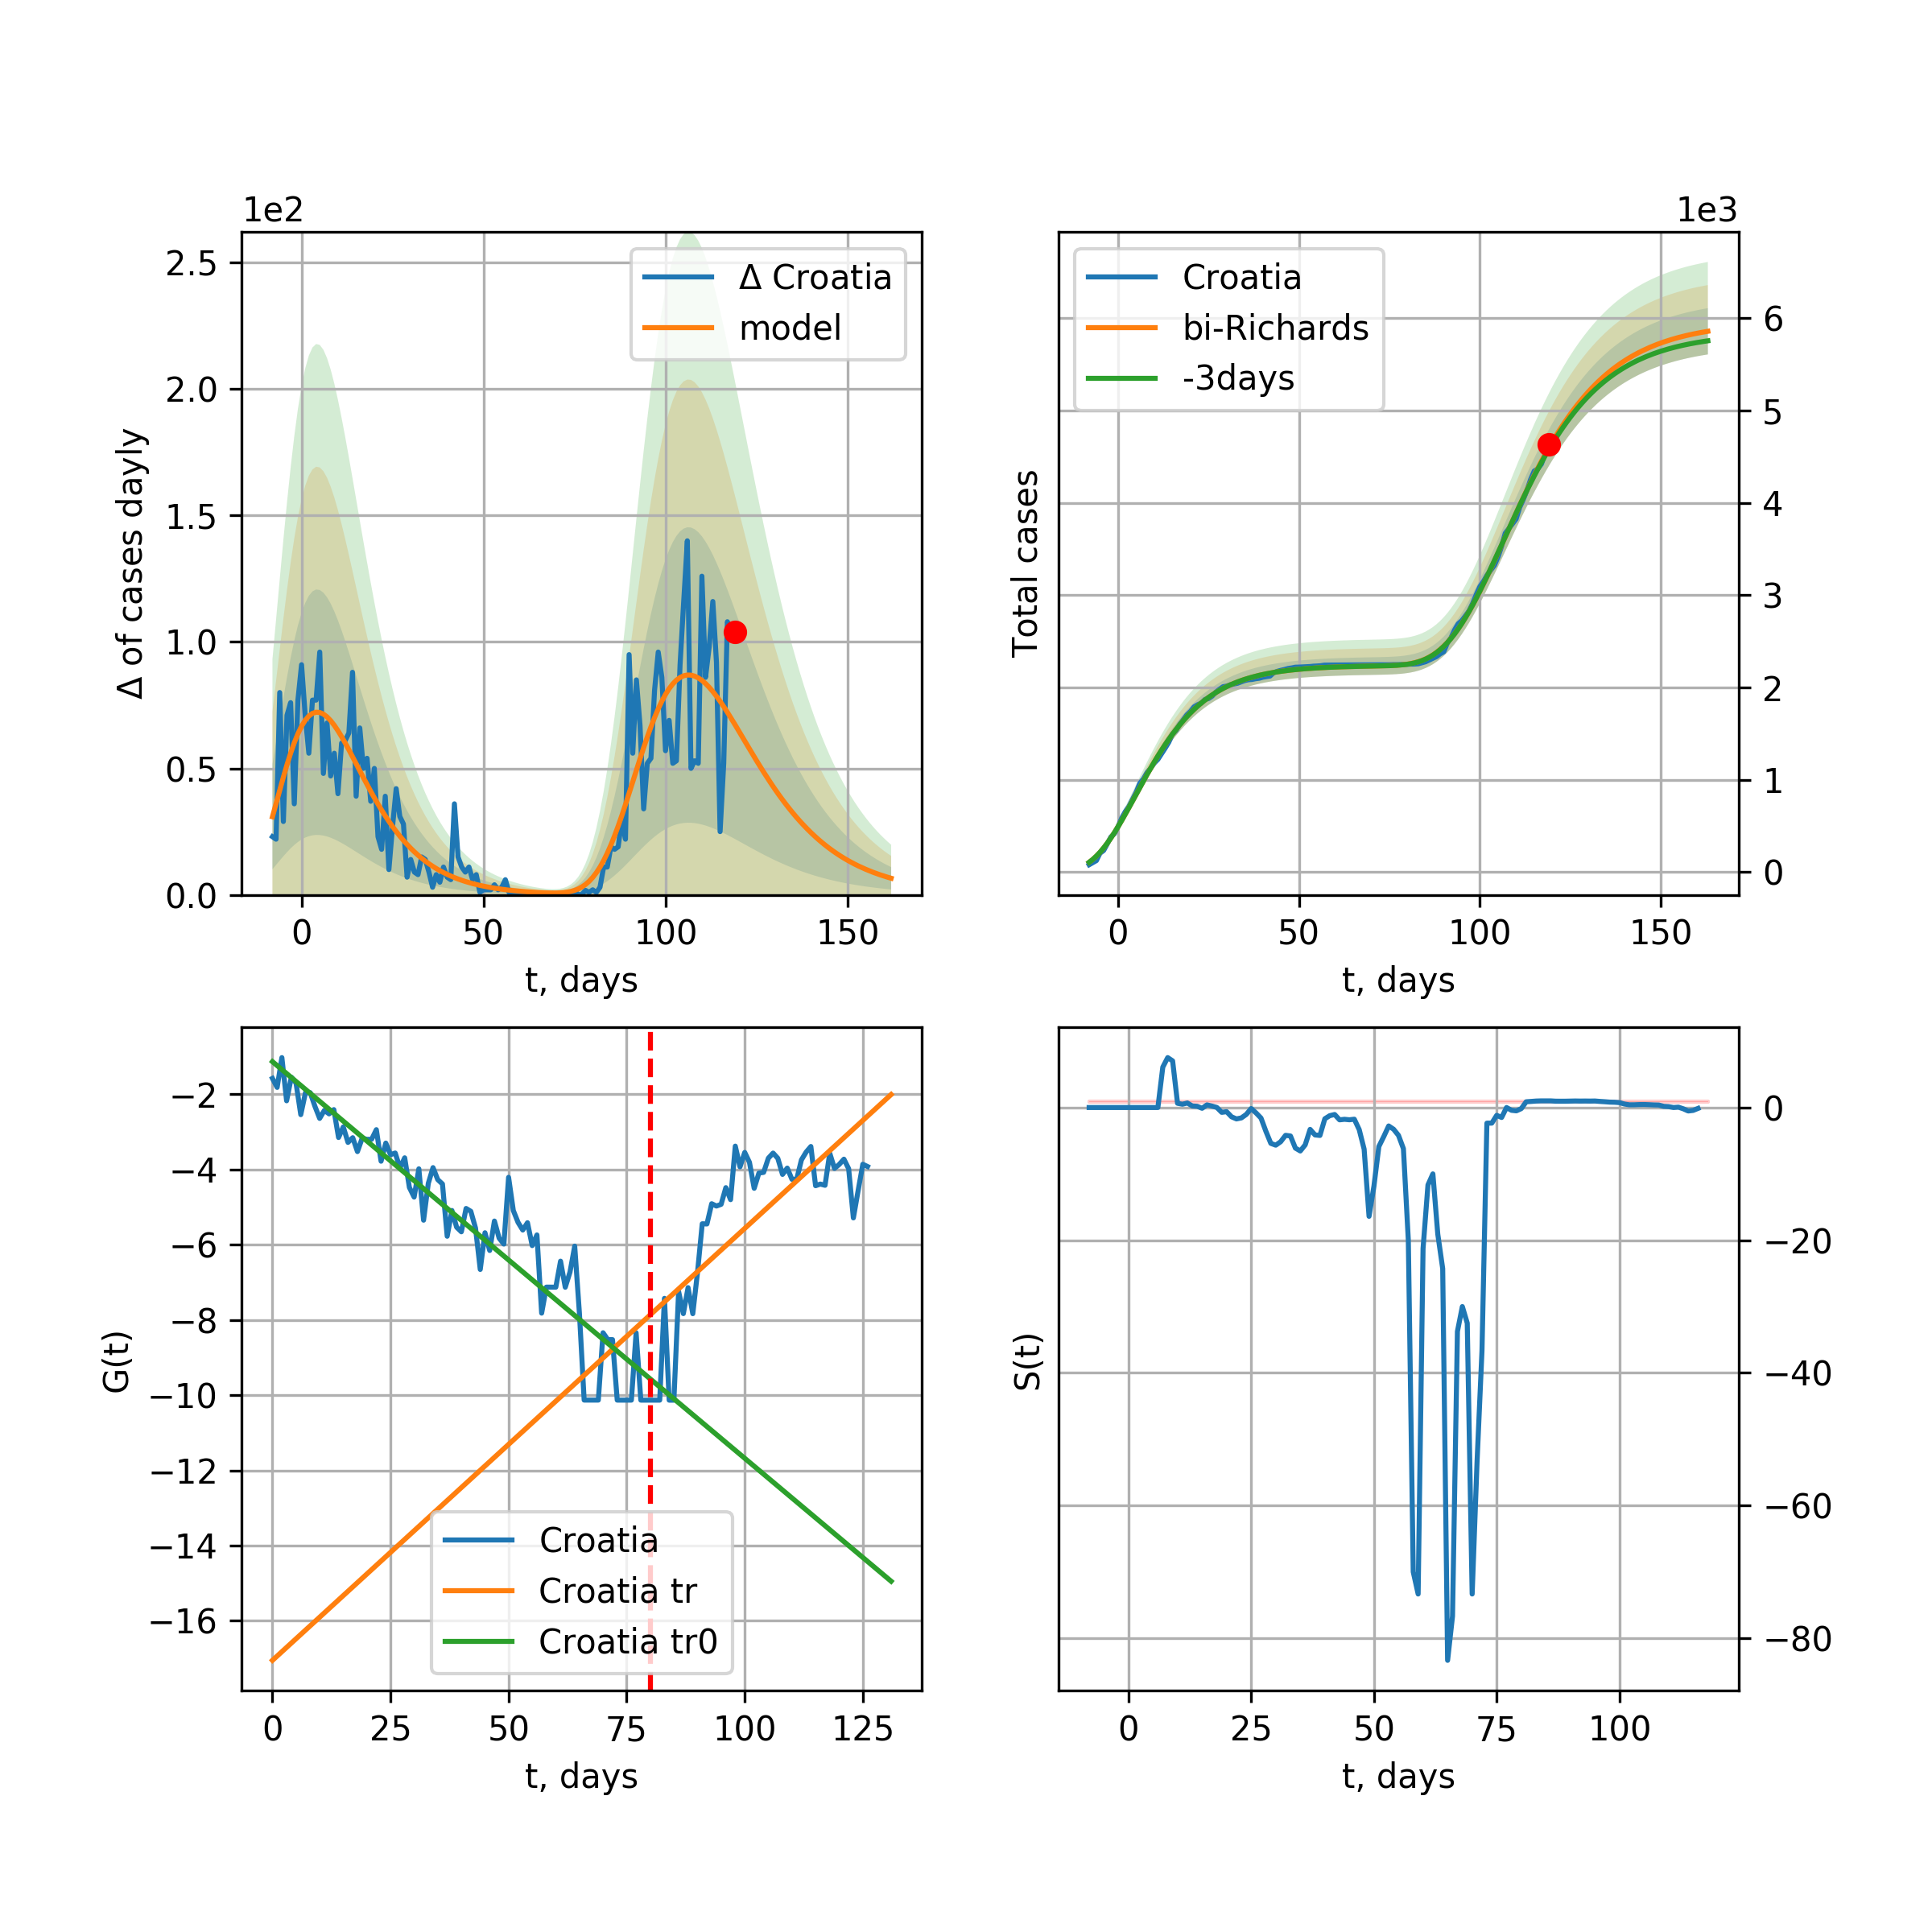 1e2
2.5
2.0
1.5
1.0
0.5
0.0
Δ of cases dayly
Δ Croatia
model
0 50 100 150
t, days
1e3
Croatia
bi-Richards
-3days
Total cases
6
5
4
3
2
1
0
0 50 100 150
t, days
−2
−4
−6
−8
−10
−12
−14
−16
G(t)
Croatia
Croatia tr
Croatia tr0
0 25 50 75 100 125
t, days
S(t)
0
−20
−40
−60
−80
0 25 50 75 100
t, days